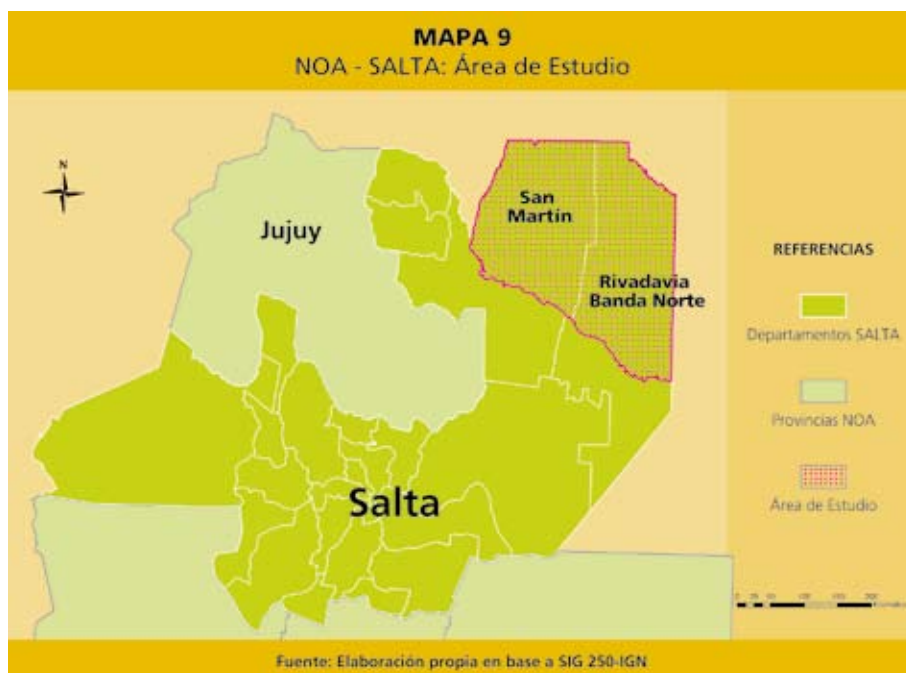 MAPA 9
NOA - SALTA: Área de Estudio
N
Jujuy
San
Martín
Rivadavia
Banda Norte
Salta
REFERENCIAS
Departamentos SALTA
Provincias NOA
Área de Estudio
Fuente: Elaboración propia en base a SIG 250-IGN